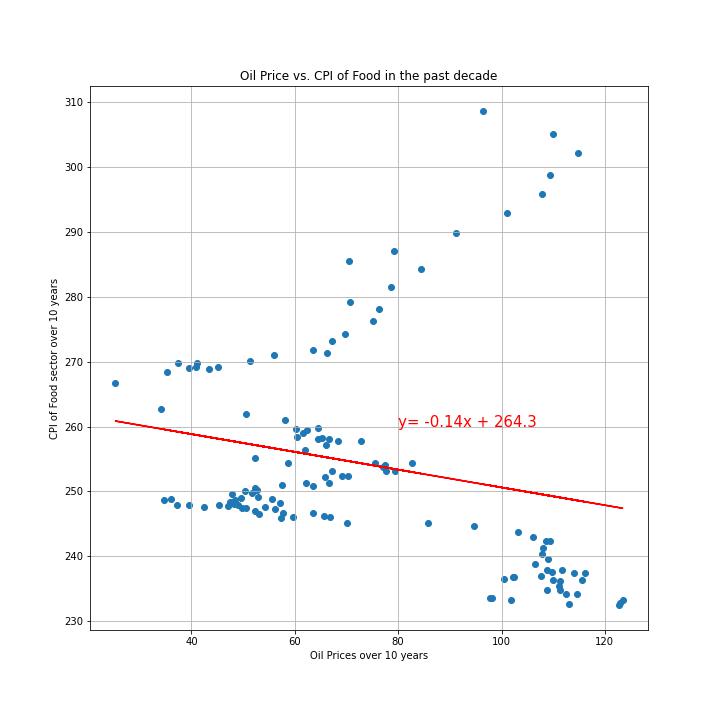 Oil Price vs. CPI of Food in the past decade
310
300
290
280
270
260
250
240
230
CPI of Food sector over 10 years
y= -0.14x + 264.3
40 60 80 100 120
Oil Prices over 10 years